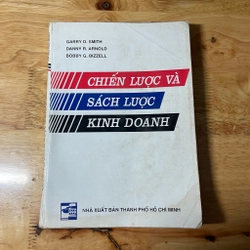 GARRY D. SMITH
DANNY R. ARNOLD
BOBBY G. BIZZELL
CHIẾN LƯỢC VÀ
SÁCH LƯỢC
KINH DOANH
NHÀ XUẤT BẢN THÀNH PHỐ HỒ CHÍ MINH